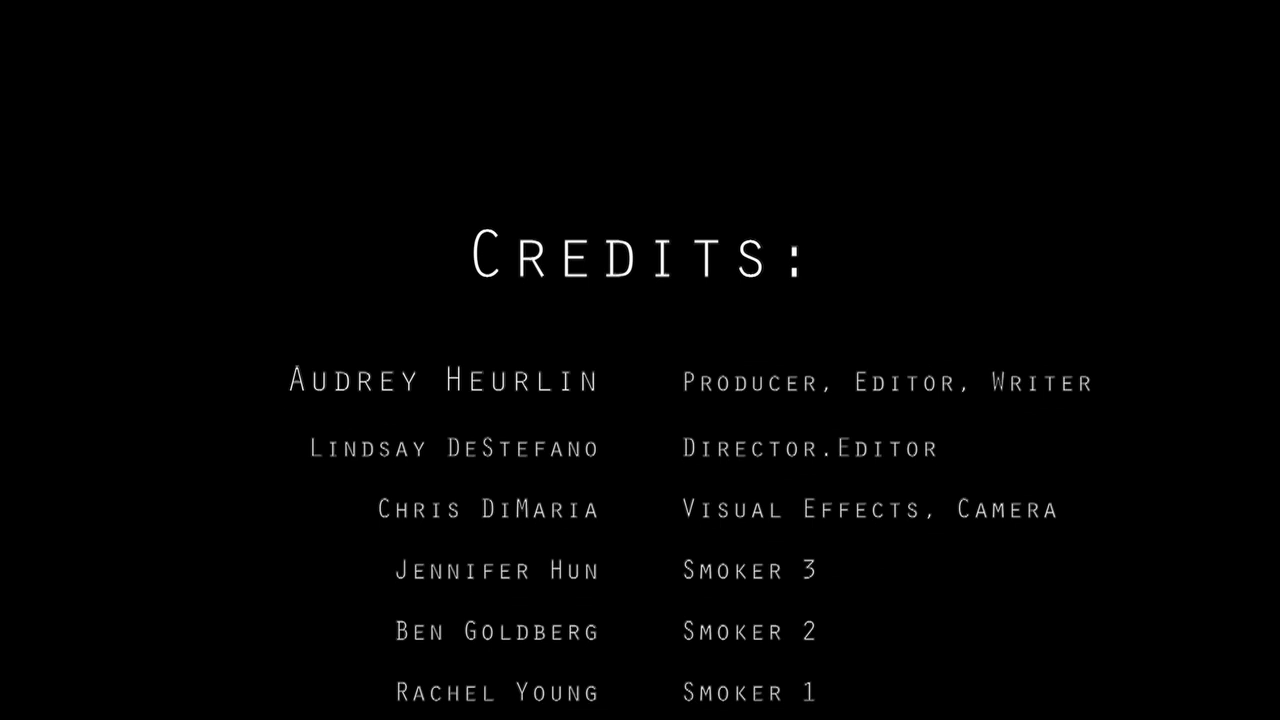 Credits:
Audrey Heurlin Producer, Editor, Writer
Lindsay DeStefano Director.Editor
Chris DiMaria Visual Effects, Camera
Jennifer Hun Smoker 3
Ben Goldberg Smoker 2
Rachel Young Smoker 1